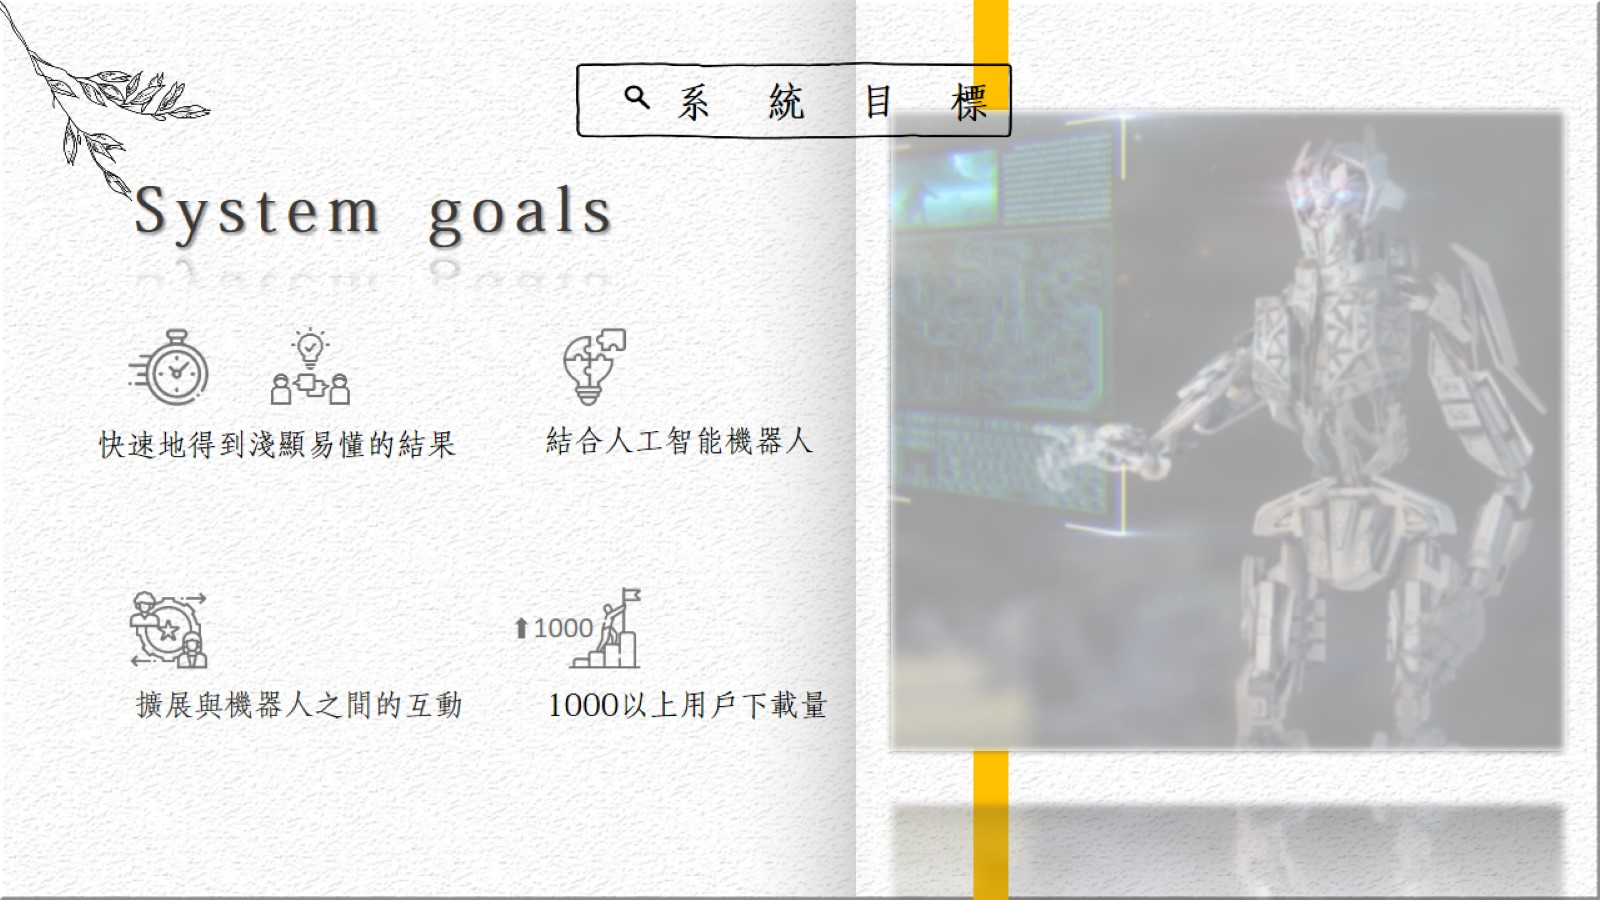 系統目標
System goals
快速地得到淺顯易懂的結果
結合人工智能機器人
擴展與機器人之間的互動
1000
1000以上用戶下載量